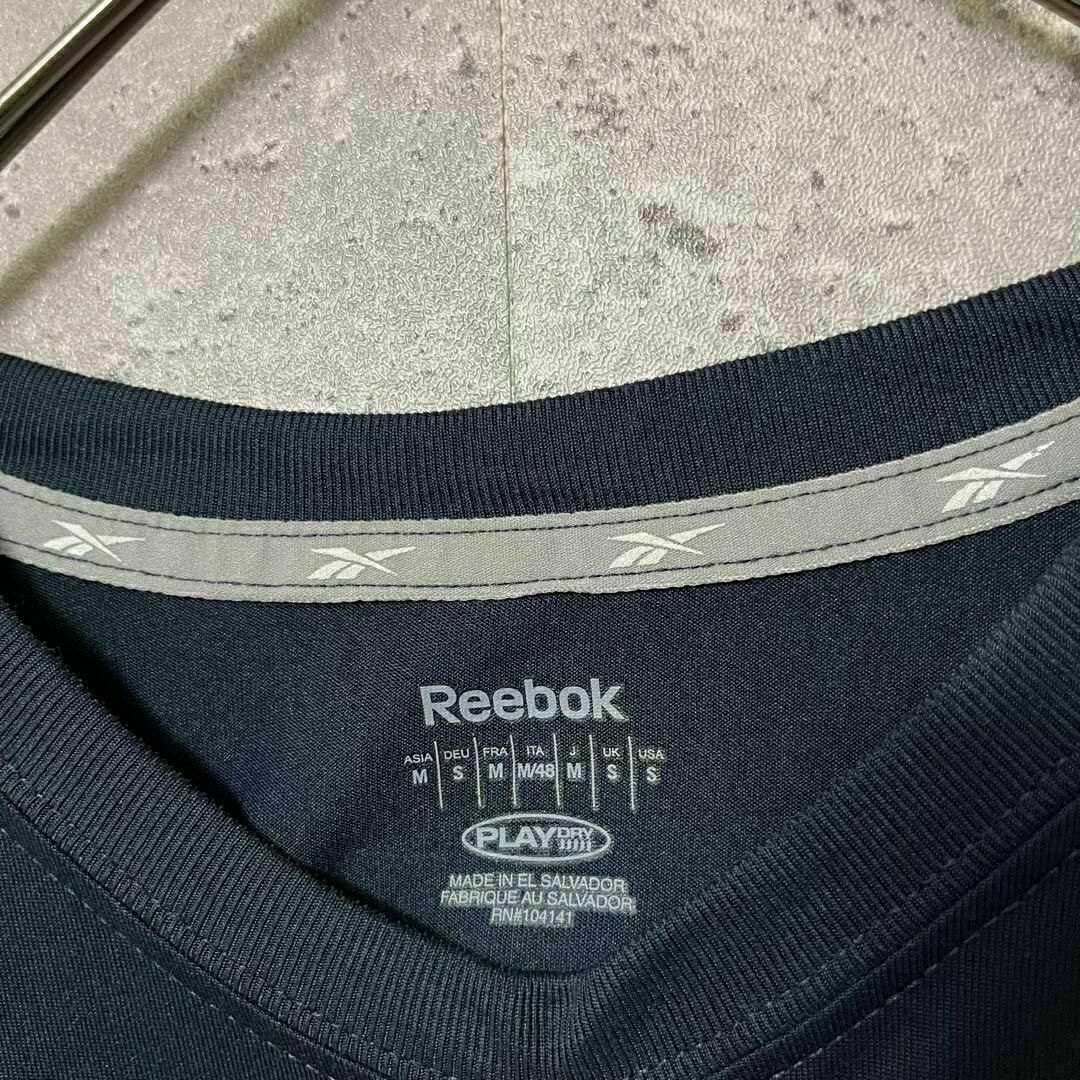 Reebok
ASIA DEU FRA ITA J UK USA
M S M M/48 M S S
PLAYDRY
MADE IN EL SALVADOR
FABRIQUE AU SALVADOR
RN#104141